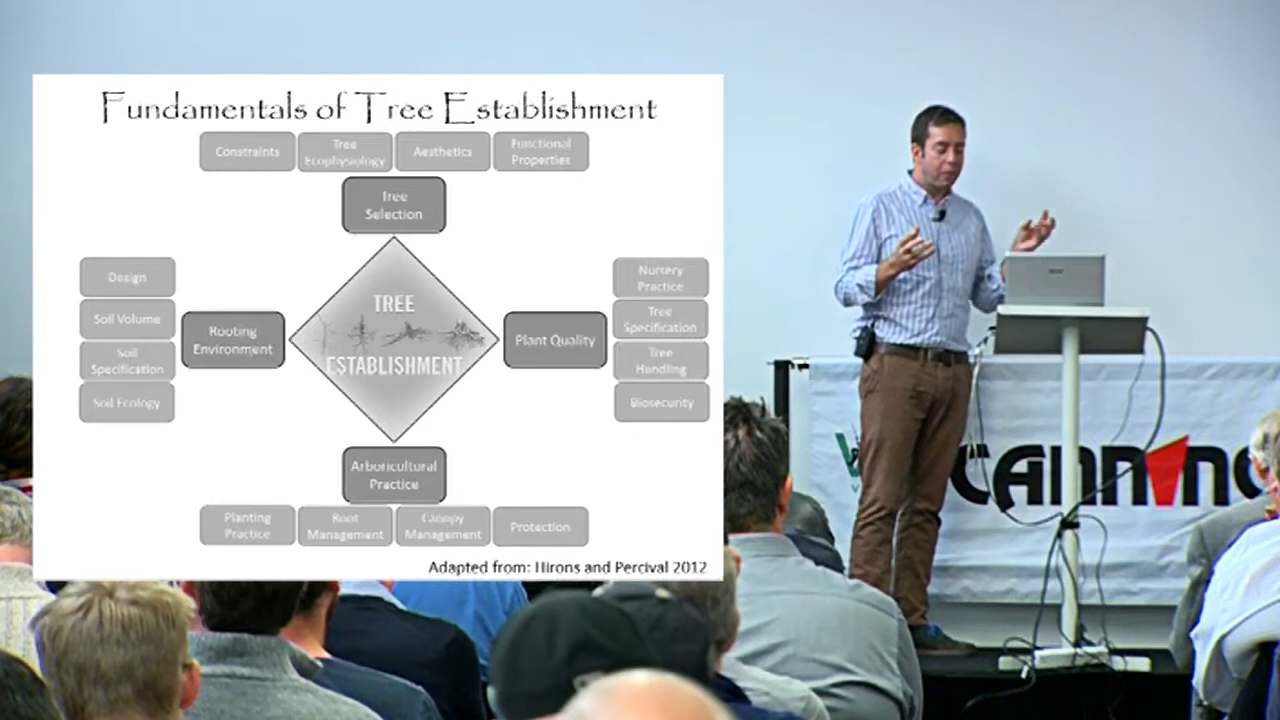 Fundamentals of Tree Establishment
Constraints
Tree
Ecophysiology
Aesthetics
Functional
Properties
Tree
Selection
Design
Soil Volume
Soil
Specification
Soil Ecology
Rooting
Environment
TREE
ESTABLISHMENT
Plant Quality
Nursery
Practice
Tree
Specification
Tree
Handling
Biosecurity
Arboricultural
Practice
Planting
Practice
Root
Management
Canopy
Management
Protection
Adapted from: Hirons and Percival 2012
CANNING